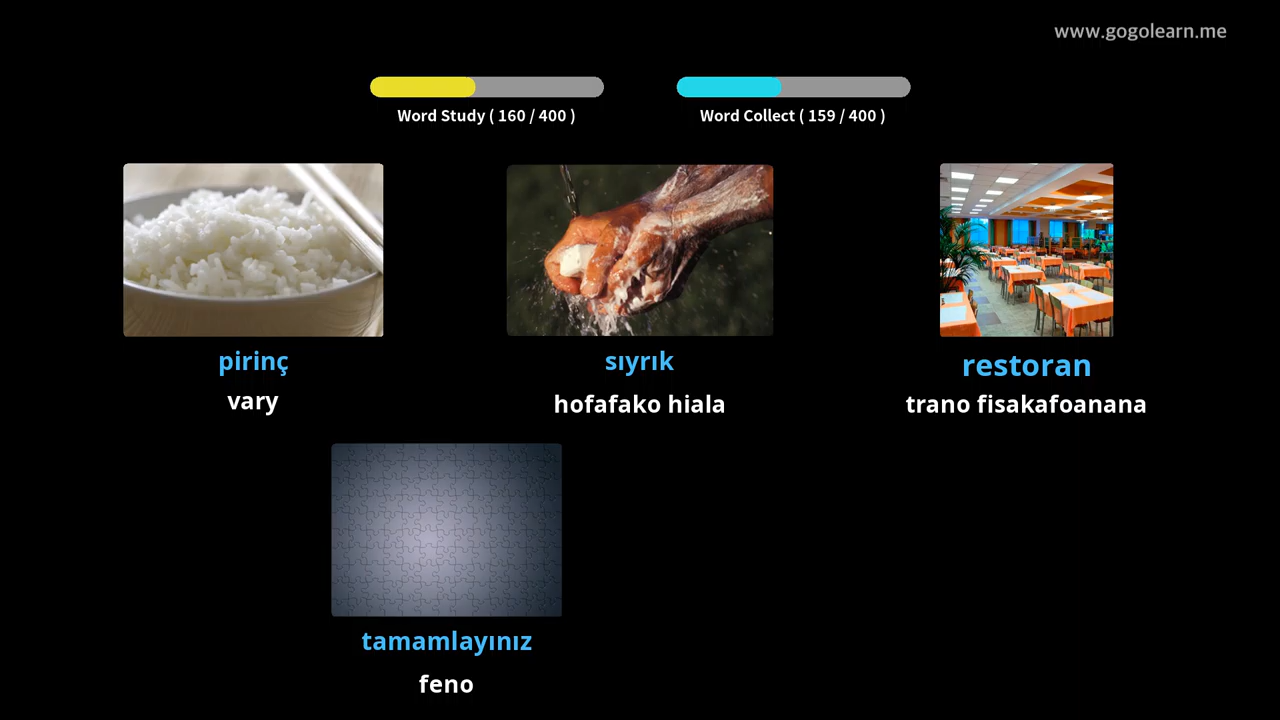 www.gogolearn.me
Word Study ( 160 / 400 )
Word Collect ( 159 / 400 )
pirinç
vary
sıyrık
hofafako hiala
restoran
trano fisakafoanana
tamamlayınız
feno